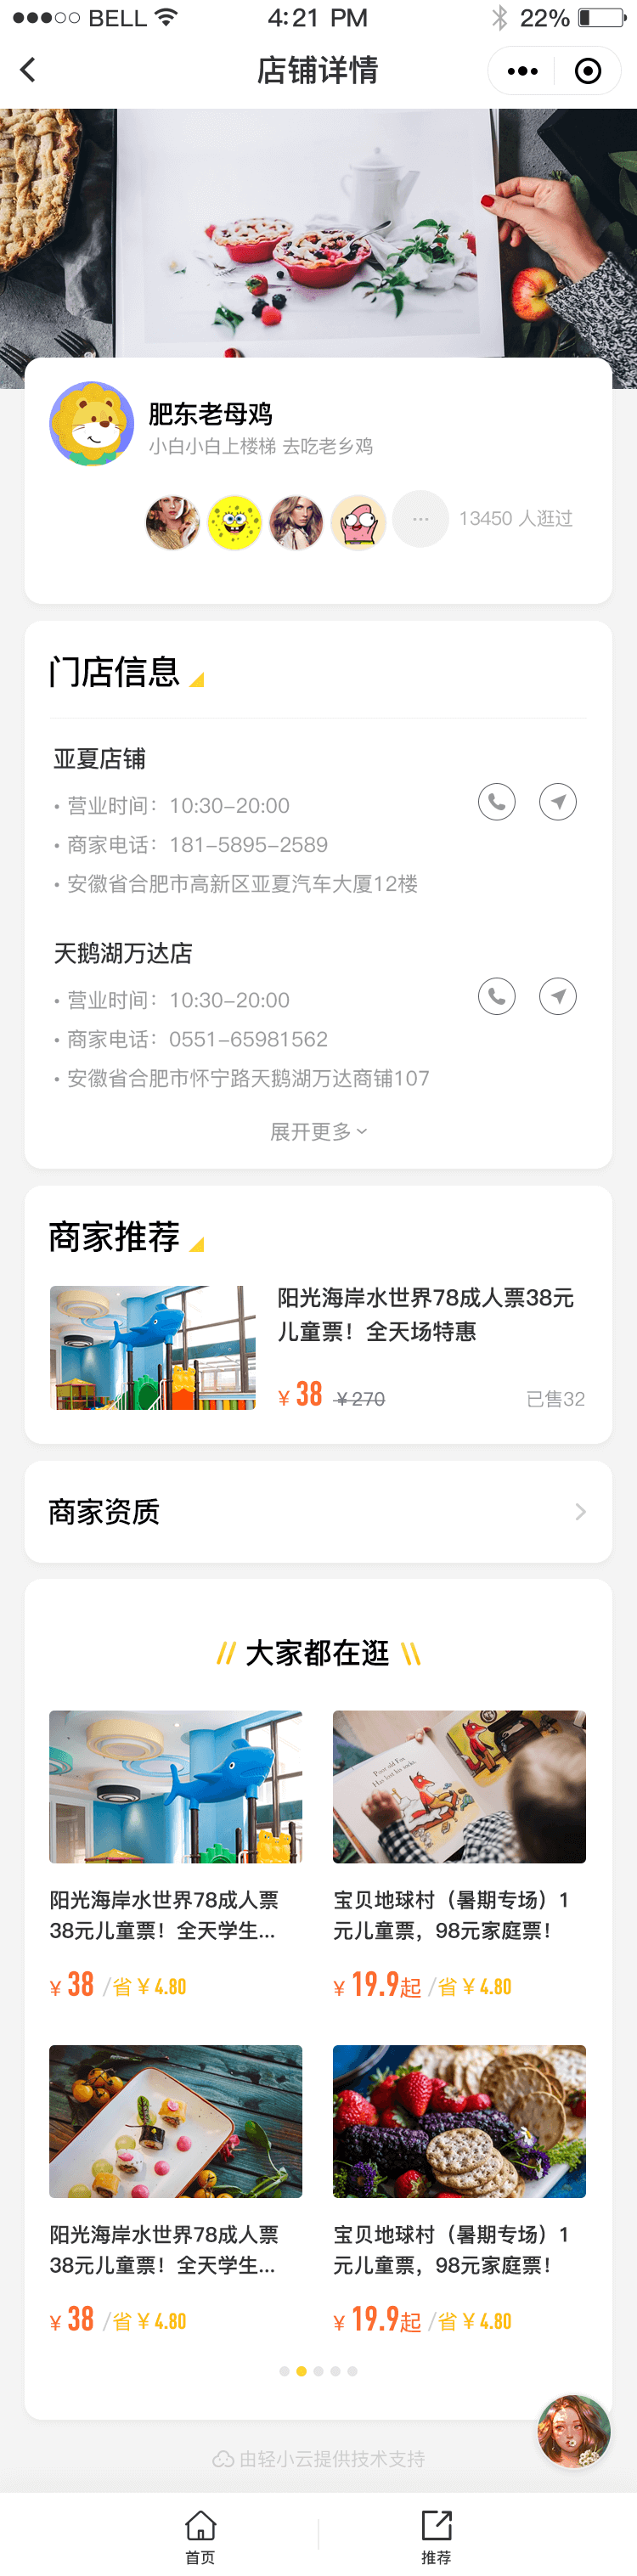 BELL 4:21 PM 22%
店铺详情
肥东老母鸡
小白小白上楼梯 去吃老乡鸡
13450 人逛过
门店信息
亚夏店铺
• 营业时间：10:30-20:00
• 商家电话：181-5895-2589
• 安徽省合肥市高新区亚夏汽车大厦12楼
天鹅湖万达店
• 营业时间：10:30-20:00
• 商家电话：0551-65981562
• 安徽省合肥市怀宁路天鹅湖万达商铺107
展开更多
商家推荐
阳光海岸水世界78成人票38元
儿童票！全天场特惠
¥ 38 ¥270 已售32
商家资质
大家都在逛
Poor old Fox
Has lost his socks.
阳光海岸水世界78成人票
38元儿童票！全天学生...
¥ 38 /省¥4.80
宝贝地球村（暑期专场）1
元儿童票，98元家庭票！
¥ 19.9起 /省¥4.80
阳光海岸水世界78成人票
38元儿童票！全天学生...
¥ 38 /省¥4.80
宝贝地球村（暑期专场）1
元儿童票，98元家庭票！
¥ 19.9起 /省¥4.80
由轻小云提供技术支持
首页
推荐